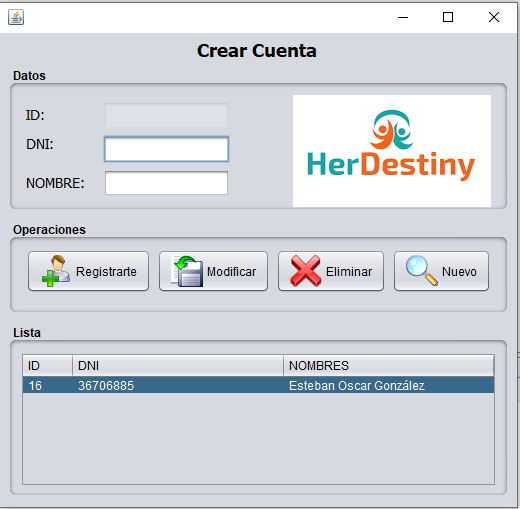 Crear Cuenta
Datos
ID:
DNI:
NOMBRE:
HerDestiny
Operaciones
Registrarte Modificar Eliminar Nuevo
Lista
ID DNI NOMBRES
16 36706885 Esteban Oscar González